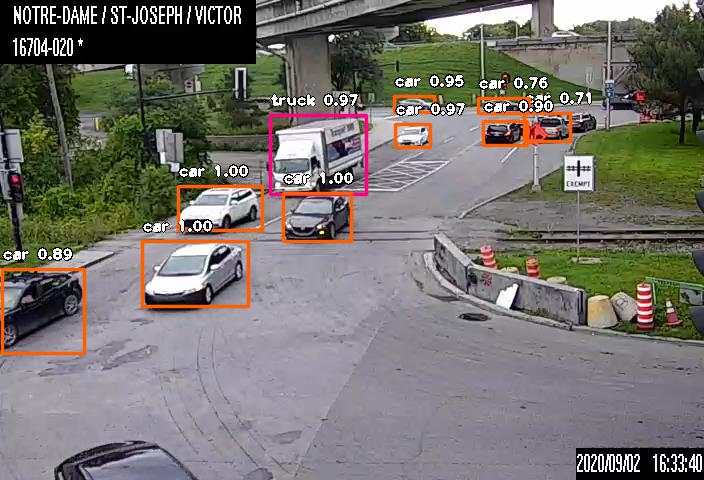 NOTRE-DAME / ST-JOSEPH / VICTOR
16704-020 *
car 0.95
car 0.76
car 0.71
truck 0.97
car 0.97
car 0.90
car 1.00
car 1.00
EXEMPT
car 1.00
car 0.89
2020/09/02 16:33:40